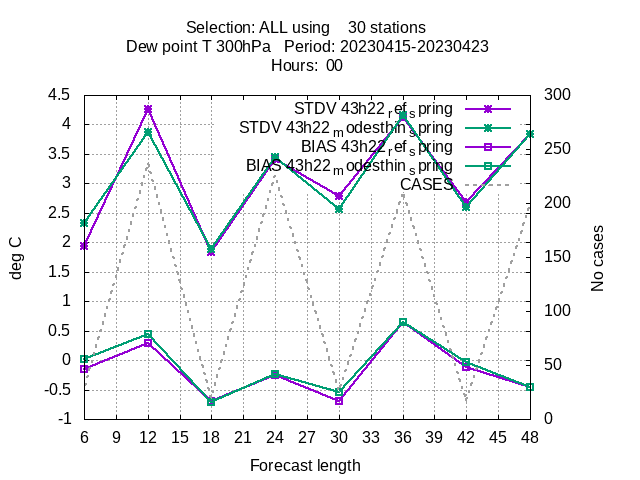 Selection: ALL using    30 stations
Dew point T 300hPa   Period: 20230415-20230423
Hours:  00
STDV 43h22_ref_spring
STDV 43h22_modesthin_spring
BIAS 43h22_ref_spring
BIAS 43h22_modesthin_spring
CASES
4.5
4
3.5
3
2.5
2
1.5
1
0.5
0
-0.5
-1
deg C
300
250
200
150
100
50
0
No cases
6 9 12 15 18 21 24 27 30 33 36 39 42 45 48
Forecast length